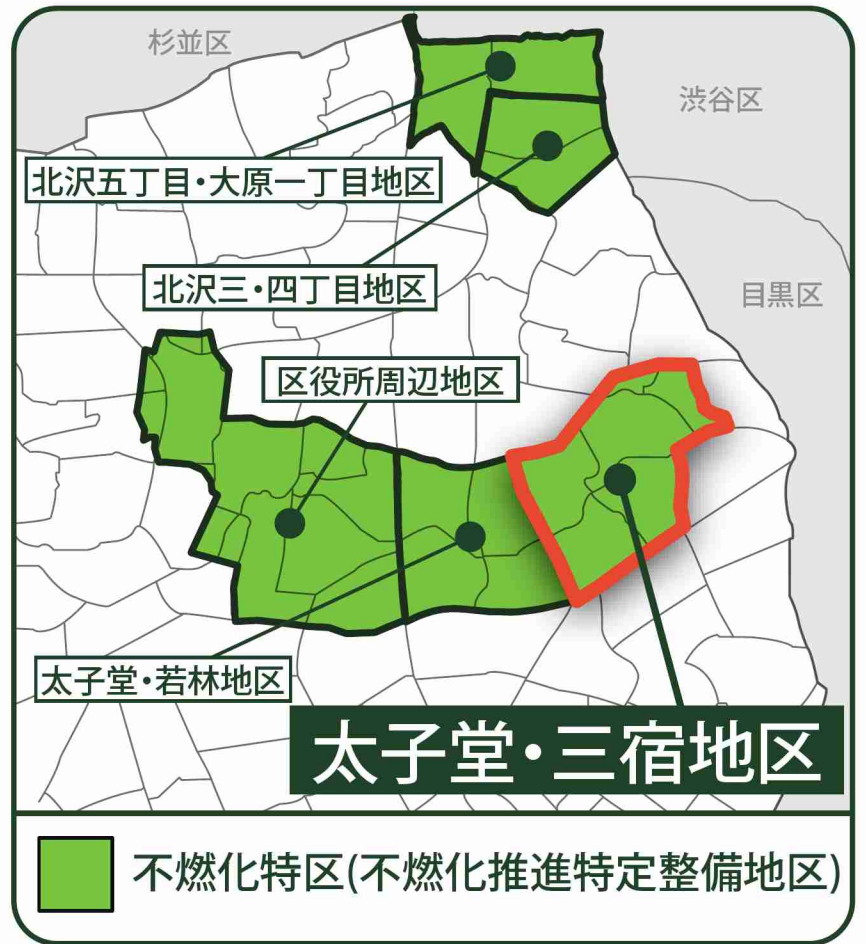 杉並区
渋谷区
北沢五丁目・大原一丁目地区
北沢三・四丁目地区
目黒区
区役所周辺地区
太子堂・若林地区
太子堂・三宿地区
不燃化特区(不燃化推進特定整備地区)